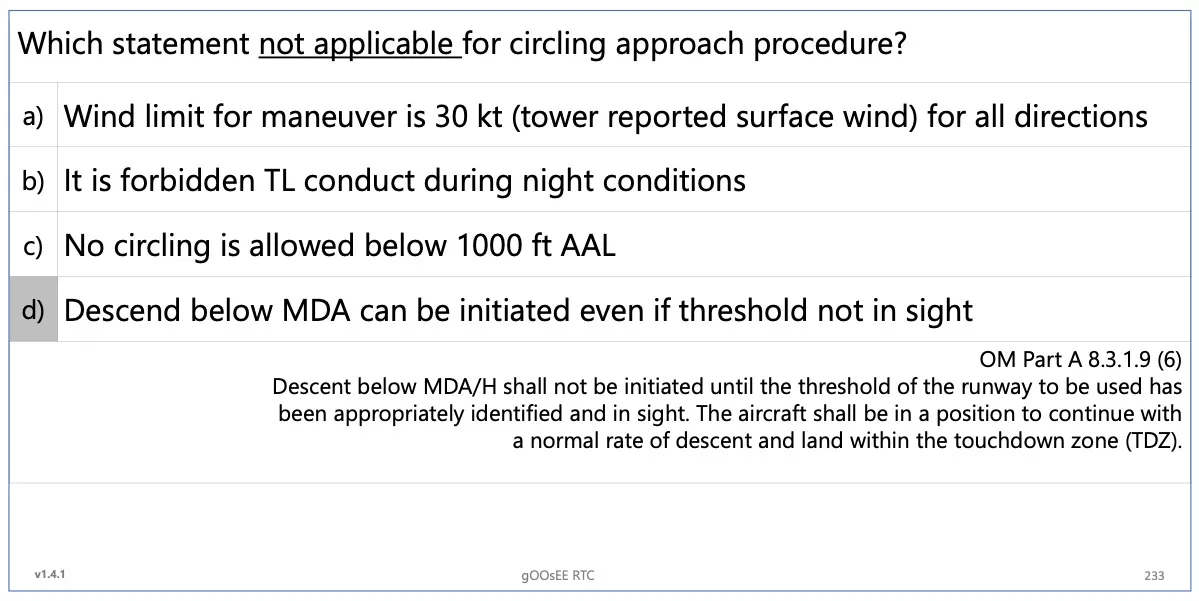 Which statement not applicable for circling approach procedure?
a) Wind limit for maneuver is 30 kt (tower reported surface wind) for all directions
b) It is forbidden TL conduct during night conditions
c) No circling is allowed below 1000 ft AAL
d) Descend below MDA can be initiated even if threshold not in sight
OM Part A 8.3.1.9 (6)
Descent below MDA/H shall not be initiated until the threshold of the runway to be used has
been appropriately identified and in sight. The aircraft shall be in a position to continue with
a normal rate of descent and land within the touchdown zone (TDZ).
v1.4.1 gOOsEE RTC 233